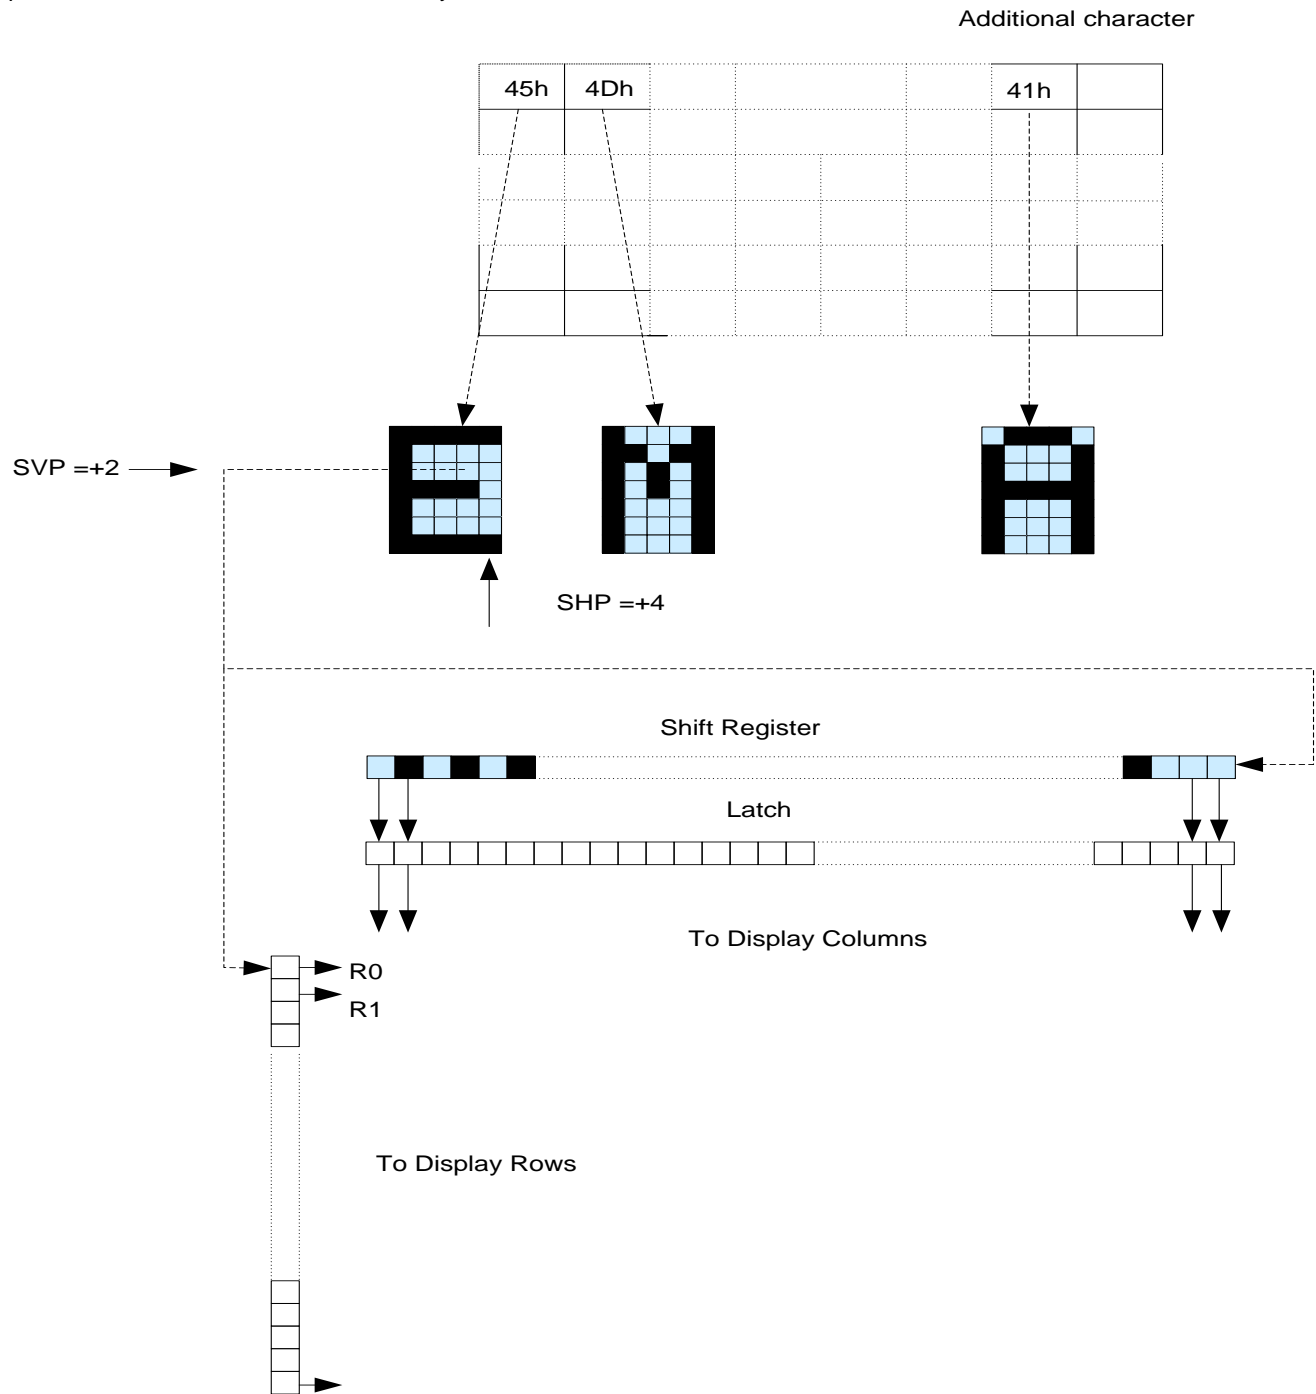 Additional character
45h 4Dh 41h
SVP =+2
SHP =+4
Shift Register
Latch
To Display Columns
R0
R1
To Display Rows